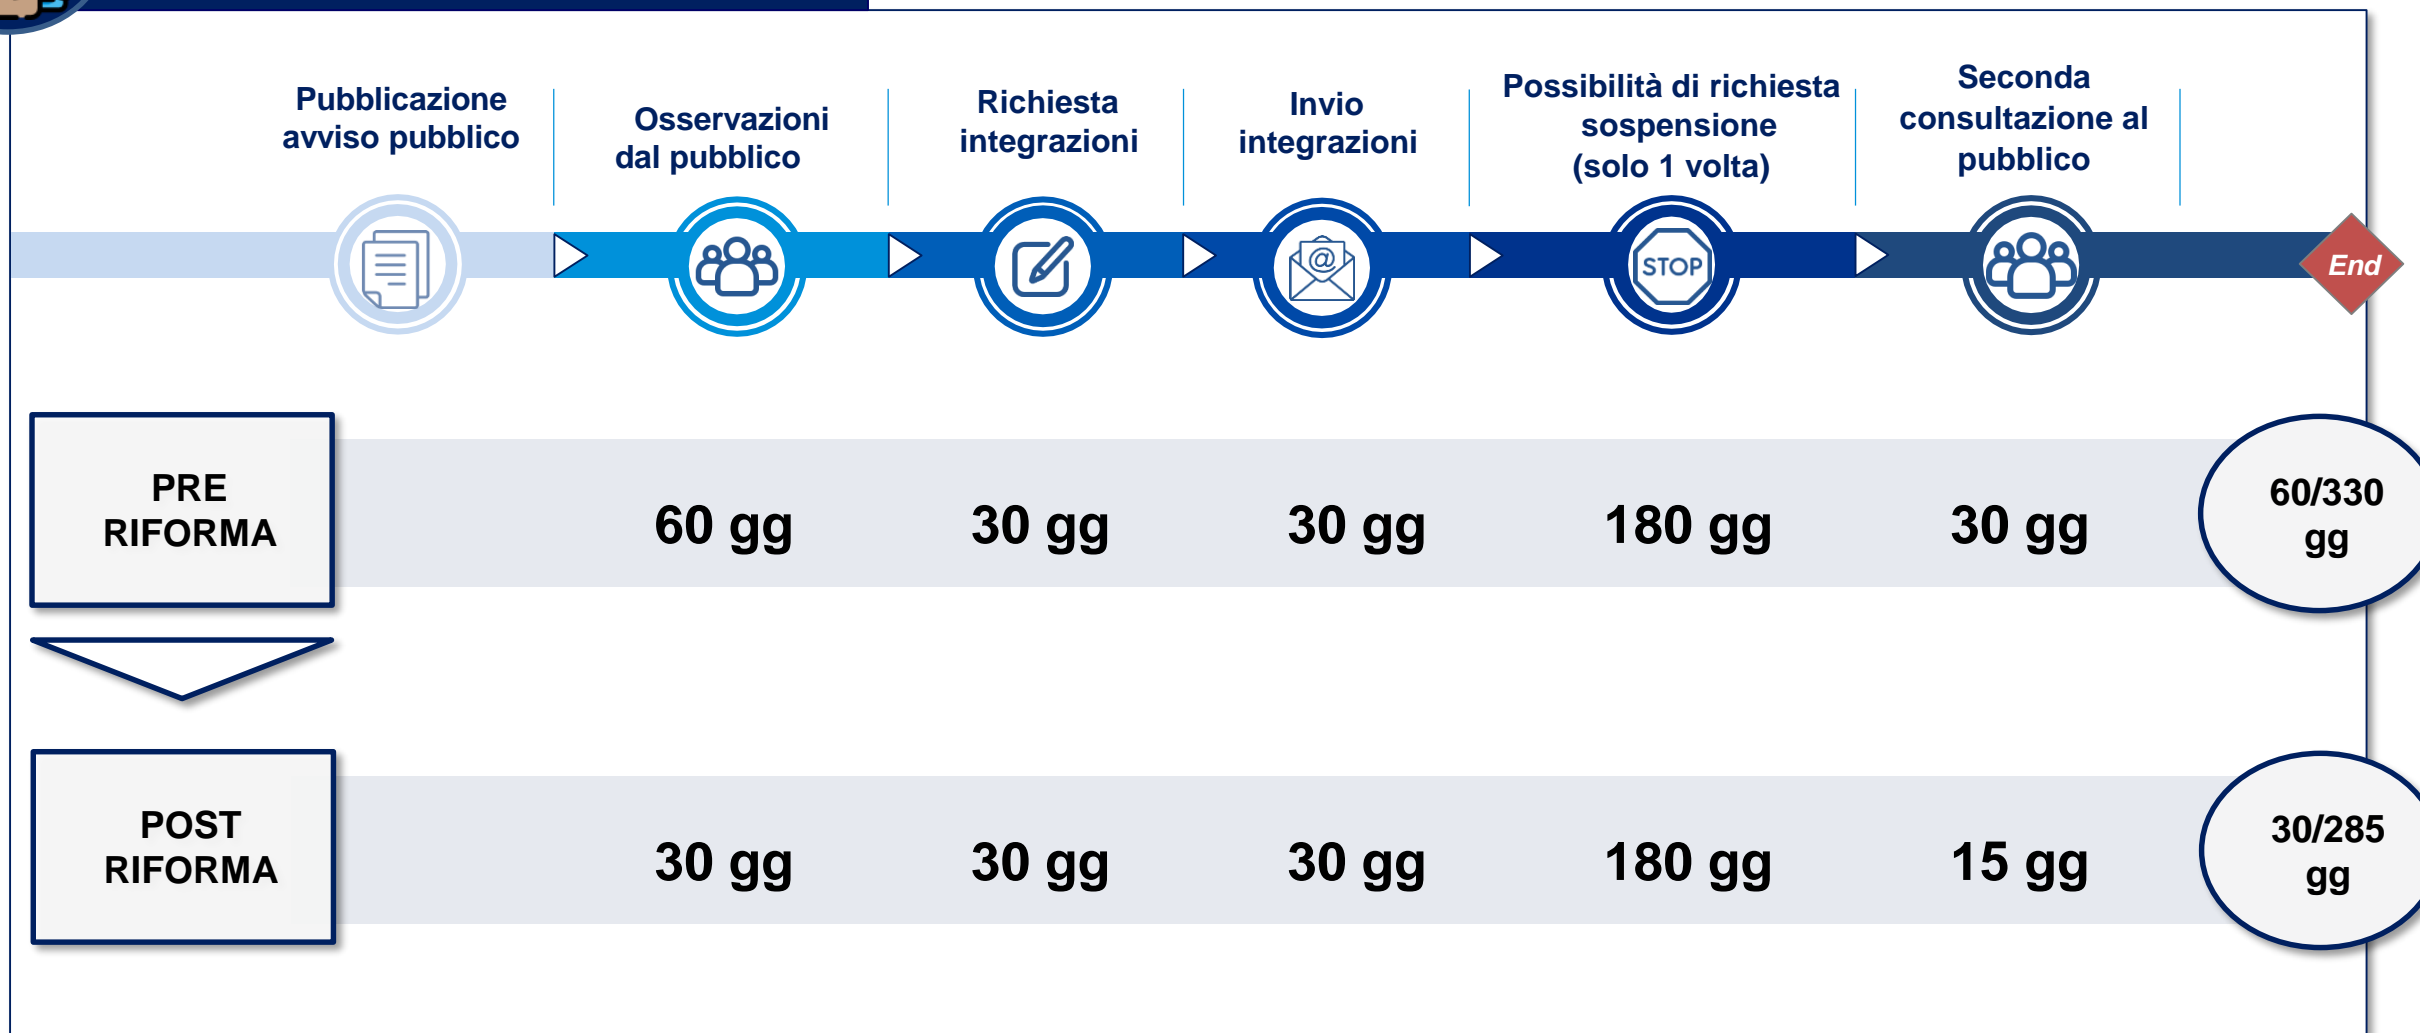 Pubblicazione
avviso pubblico
Osservazioni
dal pubblico
Richiesta
integrazioni
Invio
integrazioni
Possibilità di richiesta
sospensione
(solo 1 volta)
Seconda
consultazione al
pubblico
@
STOP
End
PRE
RIFORMA
60 gg
30 gg
30 gg
180 gg
30 gg
60/330
gg
POST
RIFORMA
30 gg
30 gg
30 gg
180 gg
15 gg
30/285
gg